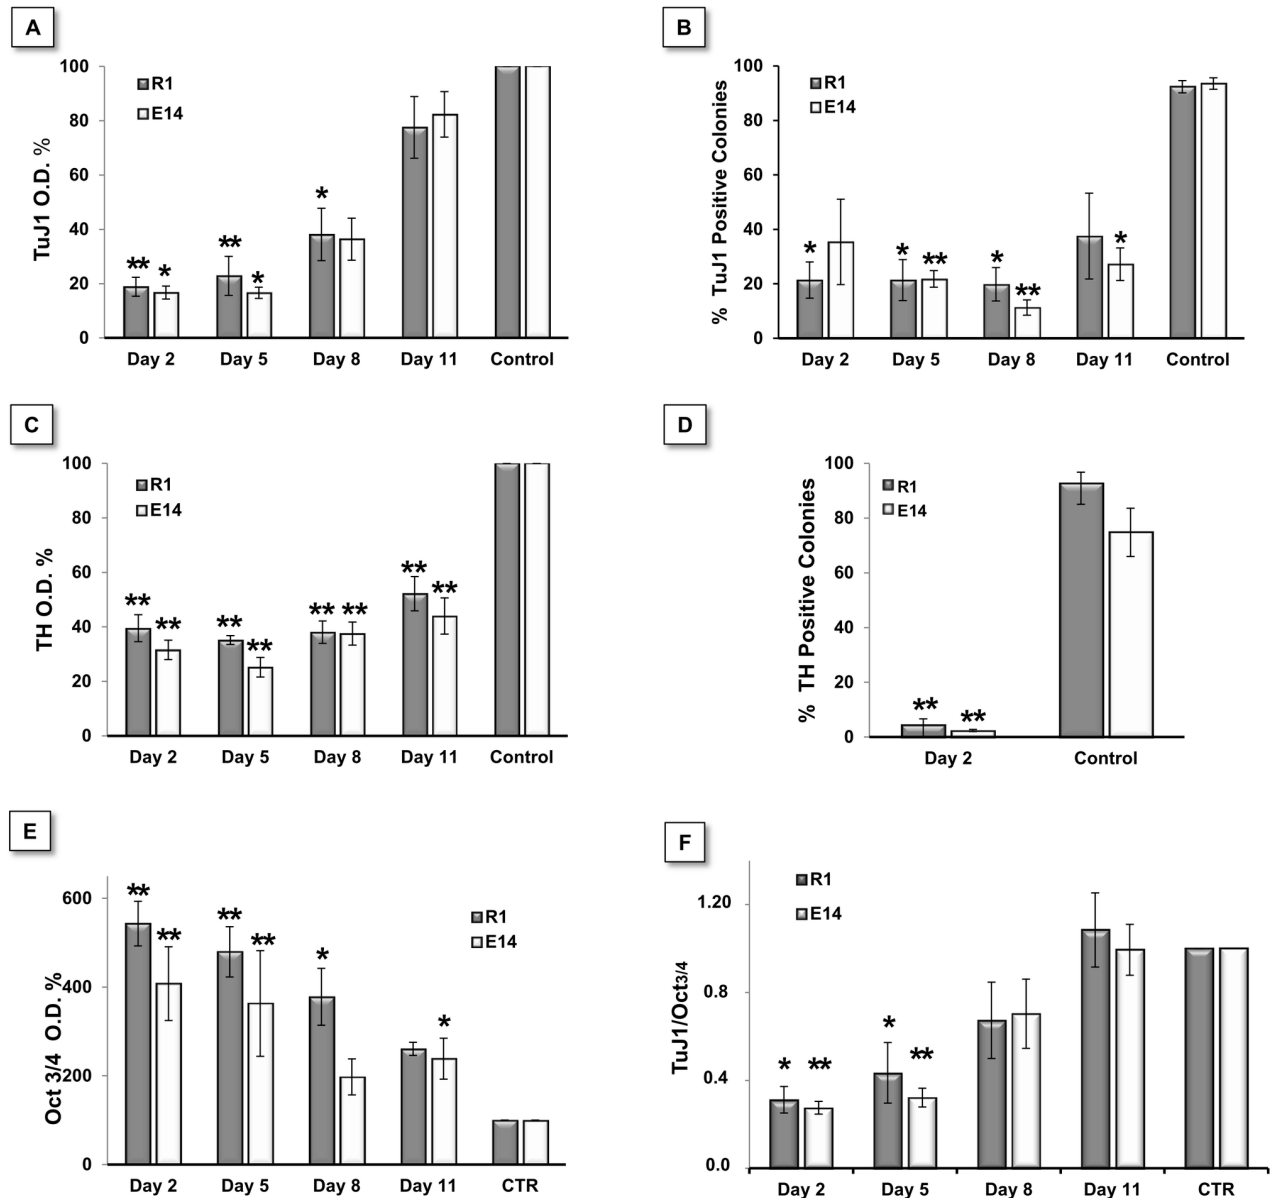 A
TuJ1 O.D. %
100
80
60
40
20
0
R1
E14
** * ** * *
Day 2 Day 5 Day 8 Day 11 Control
B
% TuJ1 Positive Colonies
100
80
60
40
20
0
R1
E14
* * ** * ** *
Day 2 Day 5 Day 8 Day 11 Control
C
TH O.D. %
100
80
60
40
20
0
R1
E14
** ** ** ** ** ** ** **
Day 2 Day 5 Day 8 Day 11 Control
D
% TH Positive Colonies
100
80
60
40
20
0
R1
E14
** **
Day 2 Control
E
Oct 3/4 O.D. %
600
400
200
0
R1
E14
** ** ** ** * *
Day 2 Day 5 Day 8 Day 11 CTR
F
TuJ1/Oct3/4
1.20
0.8
0.4
0.0
R1
E14
* ** * **
Day 2 Day 5 Day 8 Day 11 CTR